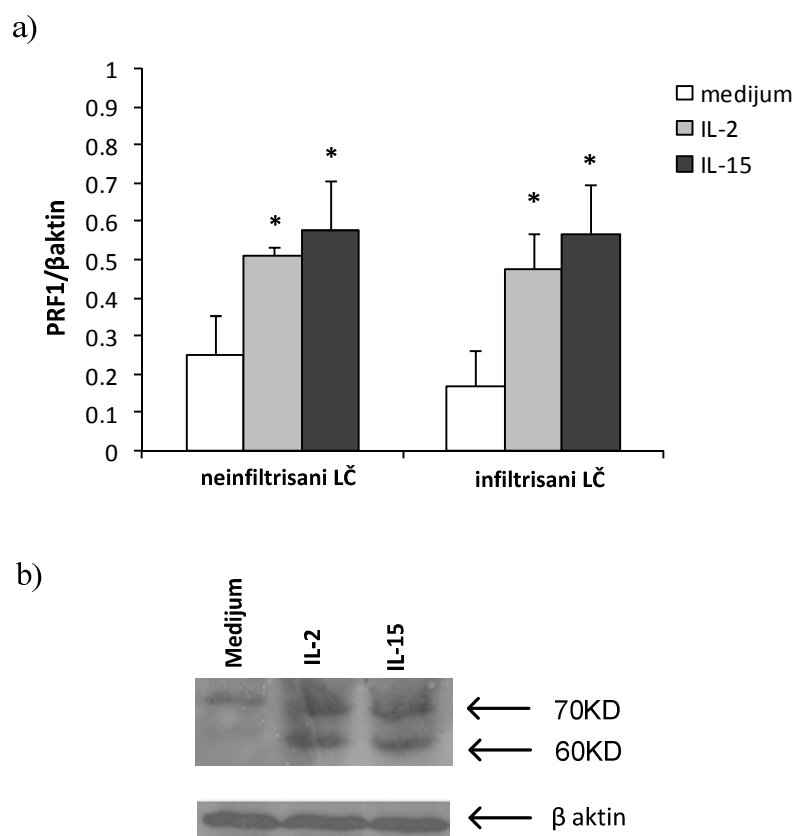 a)
1
0.9
0.8
0.7
0.6
0.5
0.4
0.3
0.2
0.1
0
PRF1/βaktin
* * * *
medijum
IL-2
IL-15
neinfiltrisani LČ infiltrisani LČ
b)
Medijum IL-2 IL-15
70KD
60KD
β aktin